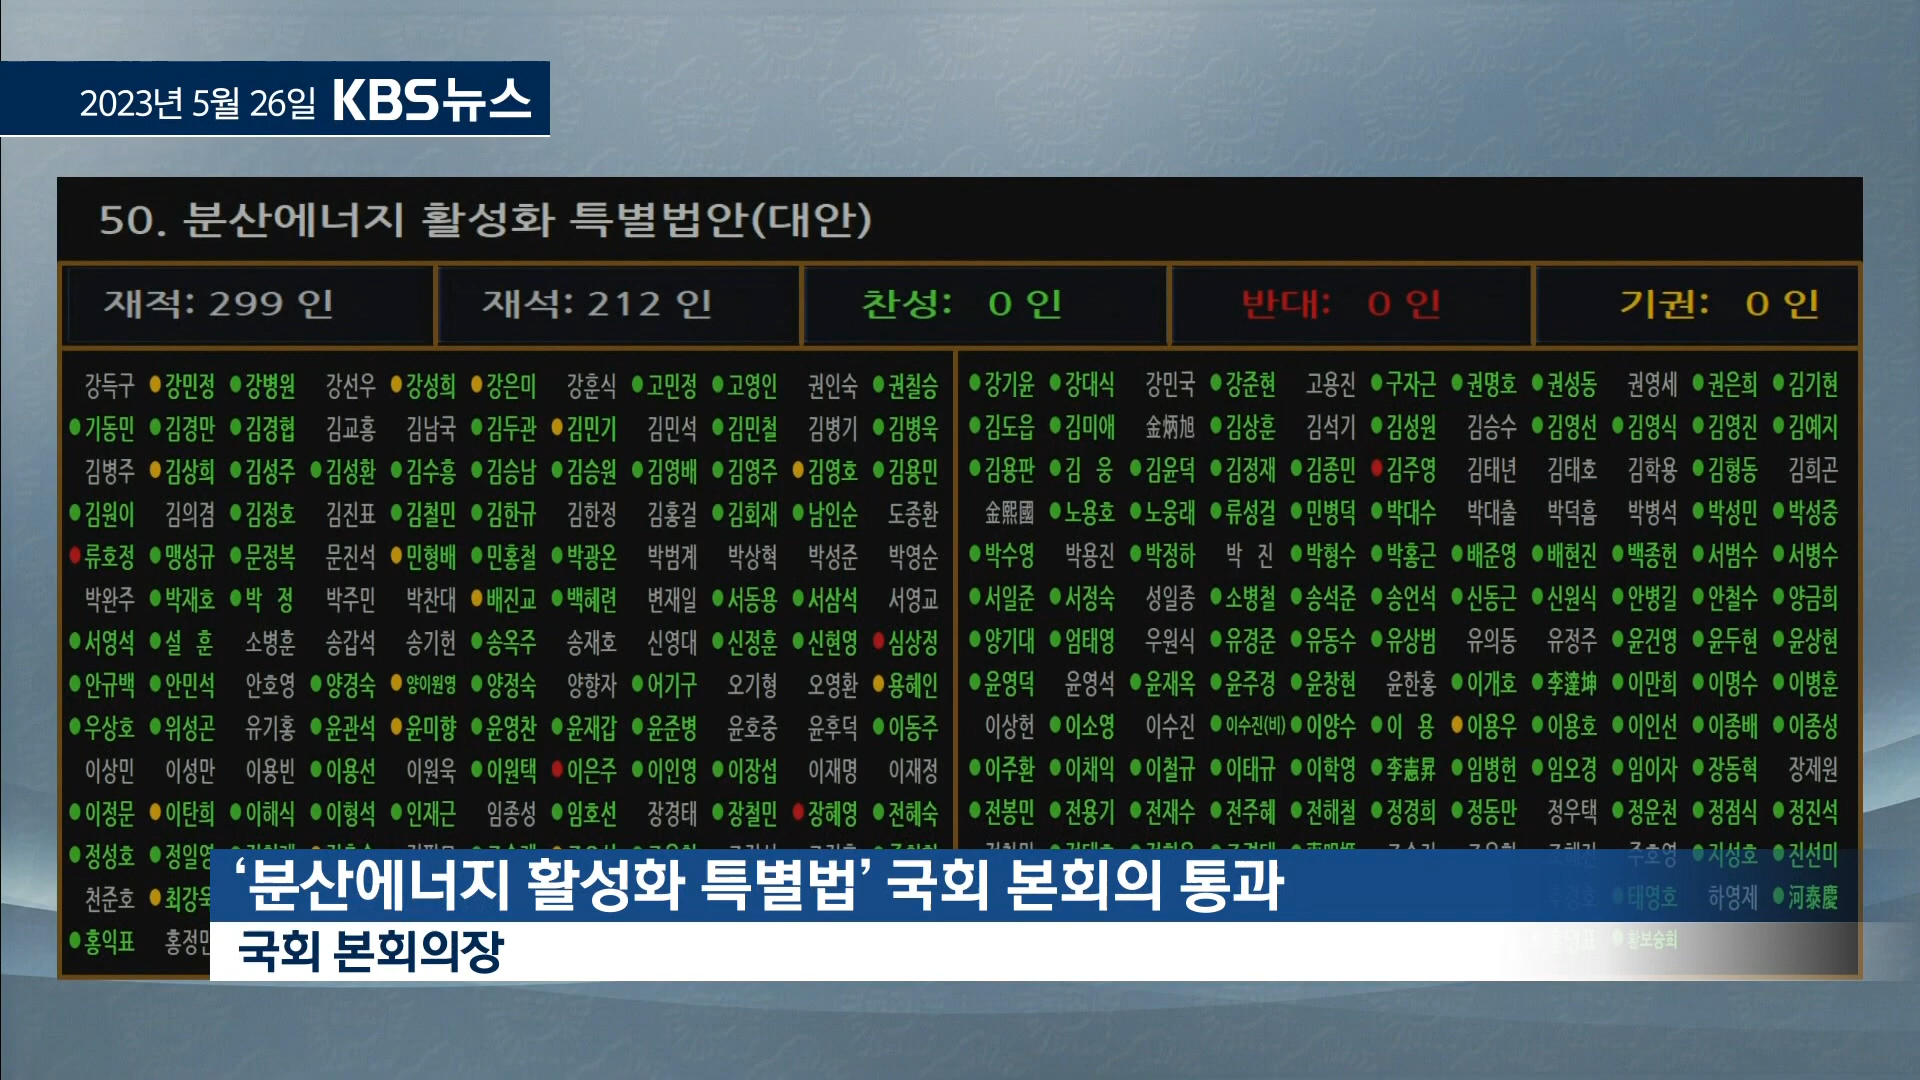 2023년 5월 26일 KBS뉴스
50. 분산에너지 활성화 특별법안(대안)
재적: 299 인 재석: 212 인 찬성: 0 인 반대: 0 인 기권: 0 인
강득구 강민정 강병원 강선우 강성희 강은미 강훈식 고민정 고영인 권인숙 권칠승 강기윤 강대식 강민국 강준현 고용진 구자근 권명호 권성동 권영세 권은희 김기현
기동민 김경만 김경협 김교흥 김남국 김두관 김민기 김민석 김민철 김병기 김병욱 김도읍 김미애 金炳旭 김상훈 김석기 김성원 김승수 김영선 김영식 김영진 김예지
김병주 김상희 김성주 김성환 김수흥 김승남 김승원 김영배 김영주 김영호 김용민 김용판 김 웅 김윤덕 김정재 김종민 김주영 김태년 김태호 김학용 김형동 김희곤
김원이 김의겸 김정호 김진표 김철민 김한규 김한정 김홍걸 김회재 남인순 도종환 金熙國 노용호 노웅래 류성걸 민병덕 박대수 박대출 박덕흠 박병석 박성민 박성중
류호정 맹성규 문정복 문진석 민형배 민홍철 박광온 박범계 박상혁 박성준 박영순 박수영 박용진 박정하 박 진 박형수 박홍근 배준영 배현진 백종헌 서범수 서병수
박완주 박재호 박 정 박주민 박찬대 배진교 백혜련 변재일 서동용 서삼석 서영교 서일준 서정숙 성일종 소병철 송석준 송언석 신동근 신원식 안병길 안철수 양금희
서영석 설 훈 소병훈 송갑석 송기헌 송옥주 송재호 신영대 신정훈 신현영 심상정 양기대 엄태영 우원식 유경준 유동수 유상범 유의동 유정주 윤건영 윤두현 윤상현
안규백 안민석 안호영 양경숙 양이원영 양정숙 양향자 어기구 오기형 오영환 용혜인 윤영덕 윤영석 윤재옥 윤주경 윤창현 윤한홍 이개호 李達坤 이만희 이명수 이병훈
우상호 위성곤 유기홍 윤관석 윤미향 윤영찬 윤재갑 윤준병 윤호중 윤후덕 이동주 이상헌 이소영 이수진 이수진(비) 이양수 이 용 이용우 이용호 이인선 이종배 이종성
이상민 이성만 이용빈 이용선 이원욱 이원택 이은주 이인영 이장섭 이재명 이재정 이주환 이채익 이철규 이태규 이학영 李憲昇 임병헌 임오경 임이자 장동혁 장제원
이정문 이탄희 이해식 이형석 인재근 임종성 임호선 장경태 장철민 장혜영 전혜숙 전봉민 전용기 전재수 전주혜 전해철 정경희 정동만 정우택 정운천 정점식 정진석
정성호 정일영 주호영 지성호 진선미
천준호 최강욱 태영호 하영제 河泰慶
홍익표 홍정민 황보승희
‘분산에너지 활성화 특별법’ 국회 본회의 통과
국회 본회의장